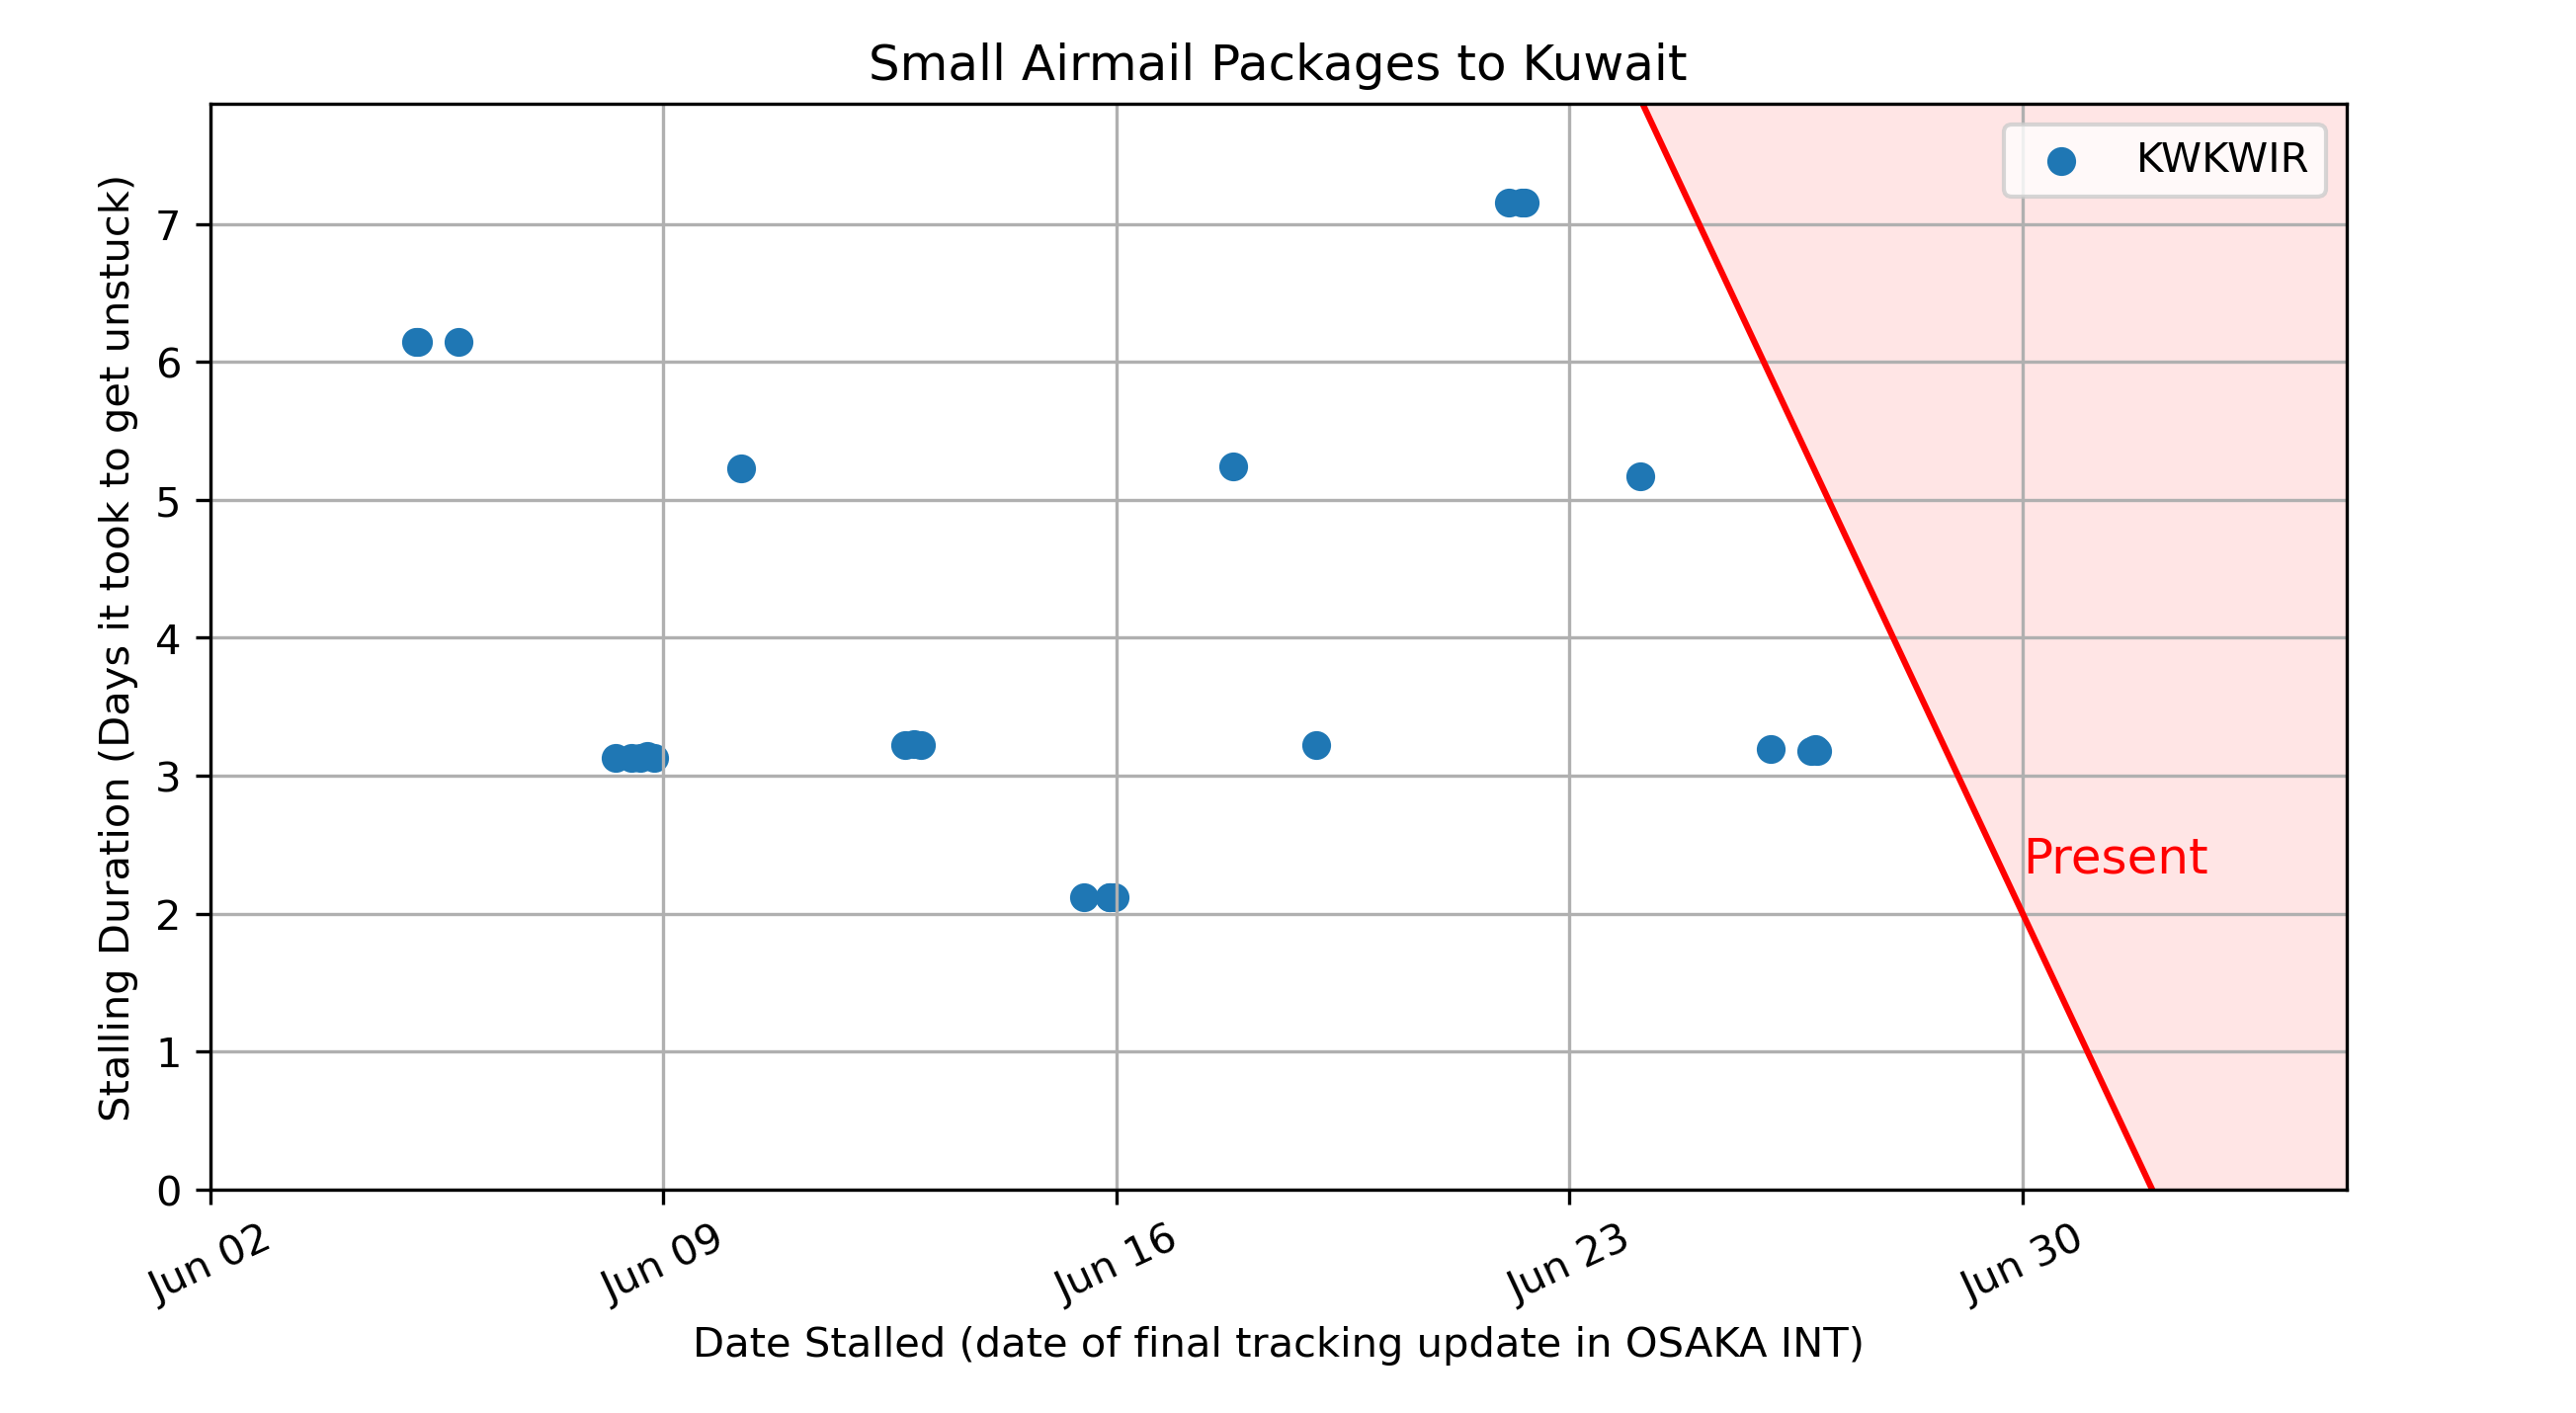 Small Airmail Packages to Kuwait
KWKWIR
Stalling Duration (Days it took to get unstuck)
7
6
5
4
3
2
1
0
Present
Jun 02
Jun 09
Jun 16
Jun 23
Jun 30
Date Stalled (date of final tracking update in OSAKA INT)